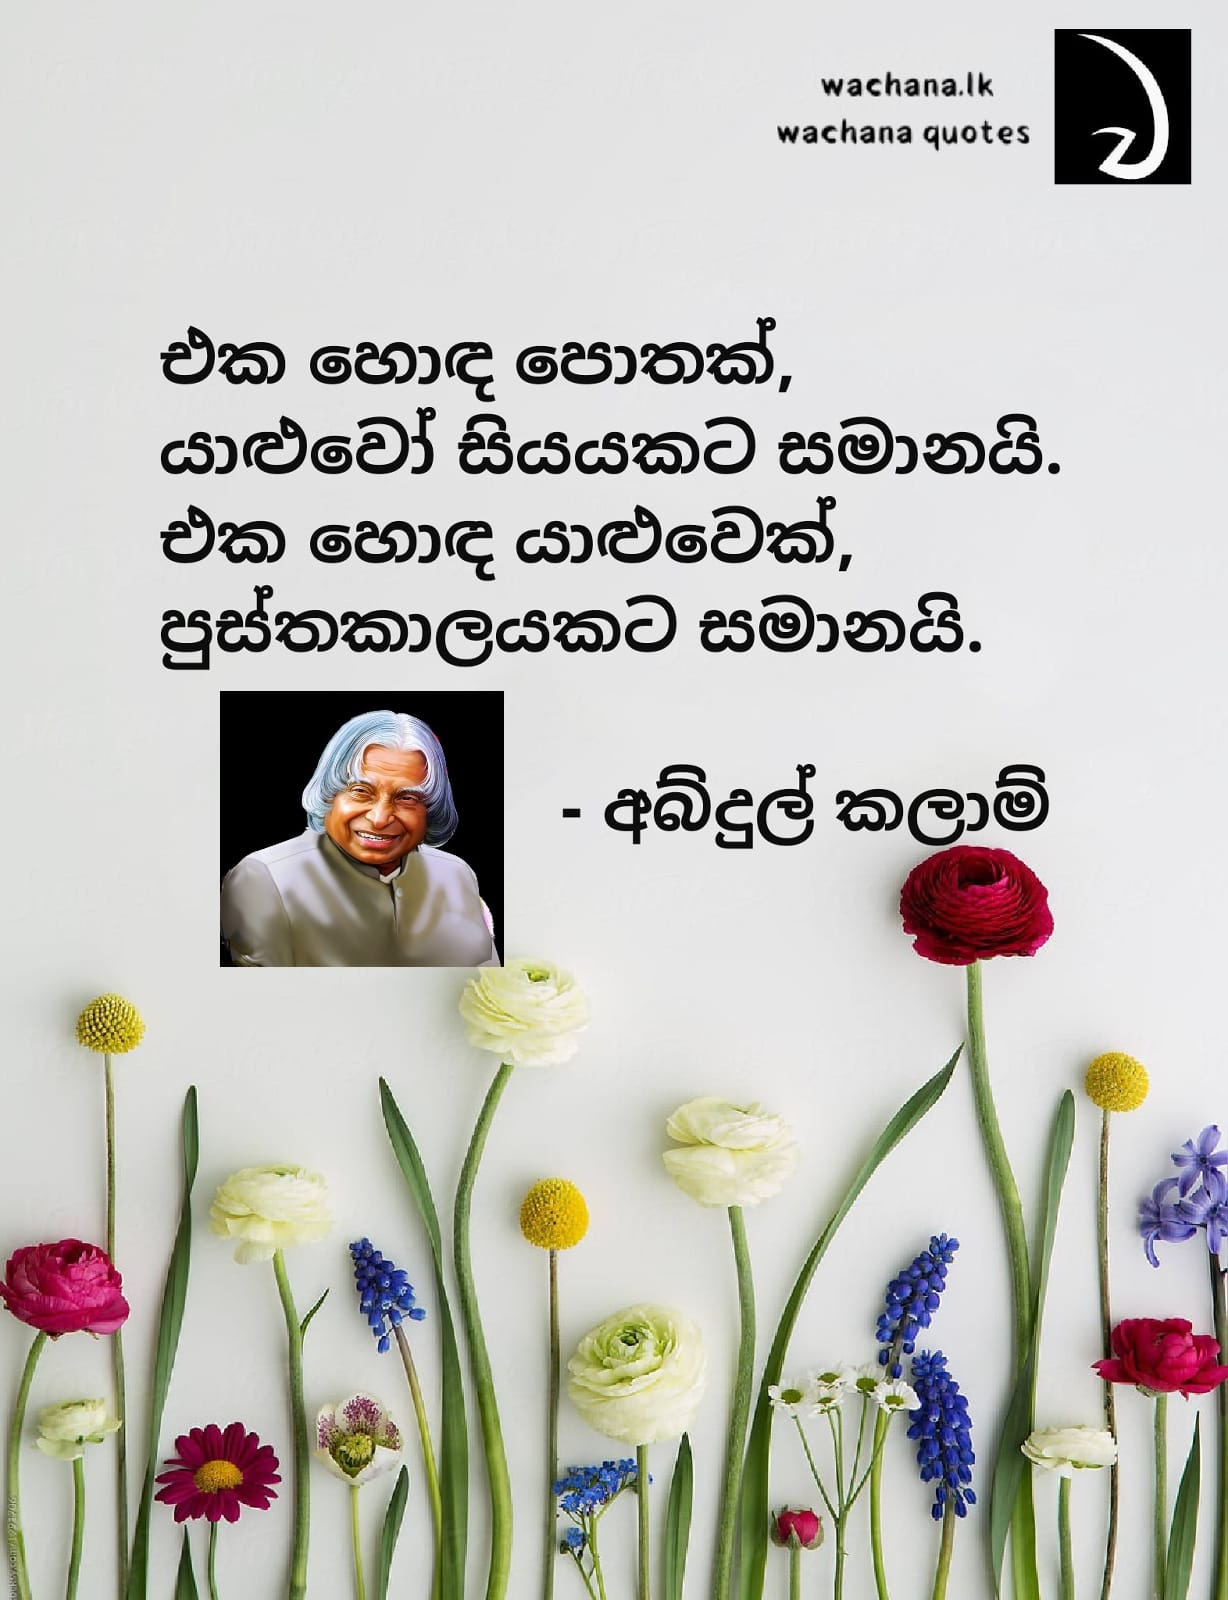 wachana.lk
wachana quotes
එක හොඳ පොතක්,
යාළුවෝ සියයකට සමානයි.
එක හොඳ යාළුවෙක්,
පුස්තකාලයකට සමානයි.
- අබ්දුල් කලාම්